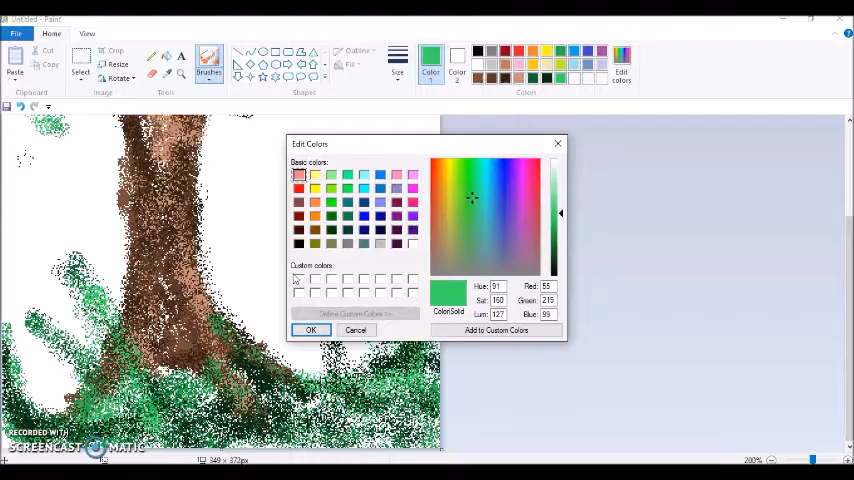 Untitled - Paint
File
Home
View
Paste
Cut
Copy
Clipboard
Select
Crop
Resize
Rotate
Image
Tools
Brushes
Shapes
Outline
Fill
Size
Color 1
Color 2
Colors
Edit colors
Edit Colors
Basic colors:
Custom colors:
Define Custom Colors >>
OK
Cancel
Color|Solid
Hue: 91
Sat: 160
Lum: 127
Red: 55
Green: 215
Blue: 99
Add to Custom Colors
RECORDED WITH
SCREENCAST MATIC
349 × 372px
200%